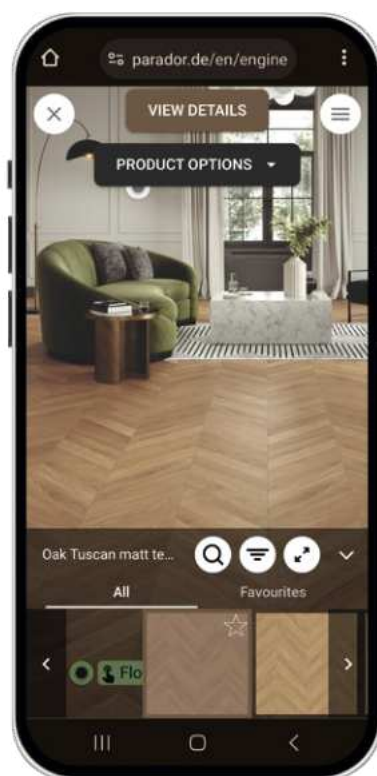 parador.de/en/engine
VIEW DETAILS
PRODUCT OPTIONS
Oak Tuscan matt te...
All
Favourites
Flo